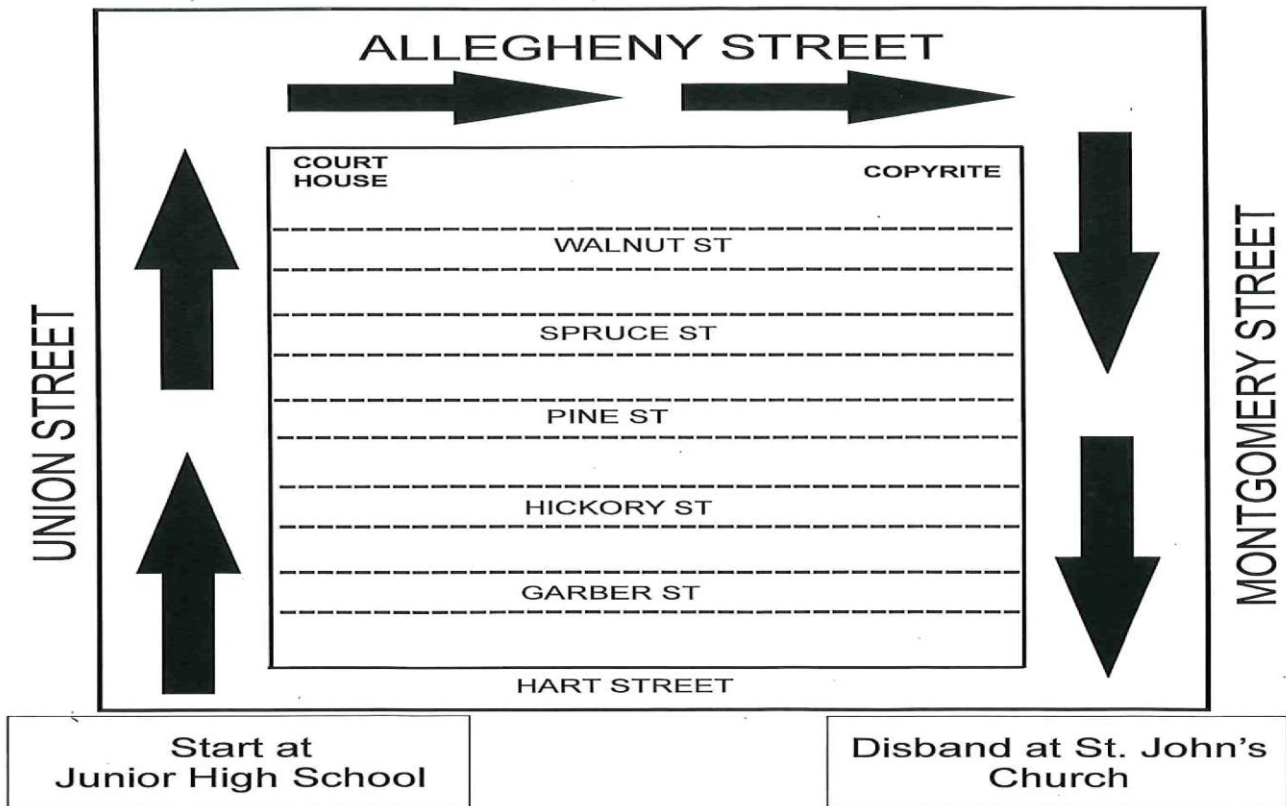 ALLEGHENY STREET
COURT
HOUSE
COPYRITE
WALNUT ST
SPRUCE ST
PINE ST
HICKORY ST
GARBER ST
HART STREET
UNION STREET
MONTGOMERY STREET
Start at
Junior High School
Disband at St. John's
Church